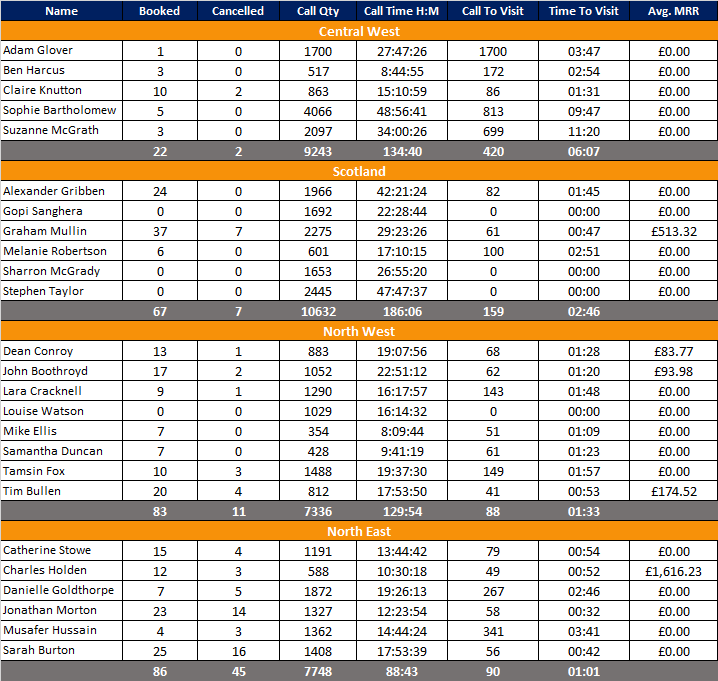 Name Booked Cancelled Call Qty Call Time H:M Call To Visit Time To Visit Avg. MRR
Central West
Adam Glover 1 0 1700 27:47:26 1700 03:47 £0.00
Ben Harcus 3 0 517 8:44:55 172 02:54 £0.00
Claire Knutton 10 2 863 15:10:59 86 01:31 £0.00
Sophie Bartholomew 5 0 4066 48:56:41 813 09:47 £0.00
Suzanne McGrath 3 0 2097 34:00:26 699 11:20 £0.00
22 2 9243 134:40 420 06:07
Scotland
Alexander Gribben 24 0 1966 42:21:24 82 01:45 £0.00
Gopi Sanghera 0 0 1692 22:28:44 0 00:00 £0.00
Graham Mullin 37 7 2275 29:23:26 61 00:47 £513.32
Melanie Robertson 6 0 601 17:10:15 100 02:51 £0.00
Sharron McGrady 0 0 1653 26:55:20 0 00:00 £0.00
Stephen Taylor 0 0 2445 47:47:37 0 00:00 £0.00
67 7 10632 186:06 159 02:46
North West
Dean Conroy 13 1 883 19:07:56 68 01:28 £83.77
John Boothroyd 17 2 1052 22:51:12 62 01:20 £93.98
Lara Cracknell 9 1 1290 16:17:57 143 01:48 £0.00
Louise Watson 0 0 1029 16:14:32 0 00:00 £0.00
Mike Ellis 7 0 354 8:09:44 51 01:09 £0.00
Samantha Duncan 7 0 428 9:41:19 61 01:23 £0.00
Tamsin Fox 10 3 1488 19:37:30 149 01:57 £0.00
Tim Bullen 20 4 812 17:53:50 41 00:53 £174.52
83 11 7336 129:54 88 01:33
North East
Catherine Stowe 15 4 1191 13:44:42 79 00:54 £0.00
Charles Holden 12 3 588 10:30:18 49 00:52 £1,616.23
Danielle Goldthorpe 7 5 1872 19:26:13 267 02:46 £0.00
Jonathan Morton 23 14 1327 12:23:54 58 00:32 £0.00
Musafer Hussain 4 3 1362 14:44:24 341 03:41 £0.00
Sarah Burton 25 16 1408 17:53:39 56 00:42 £0.00
86 45 7748 88:43 90 01:01